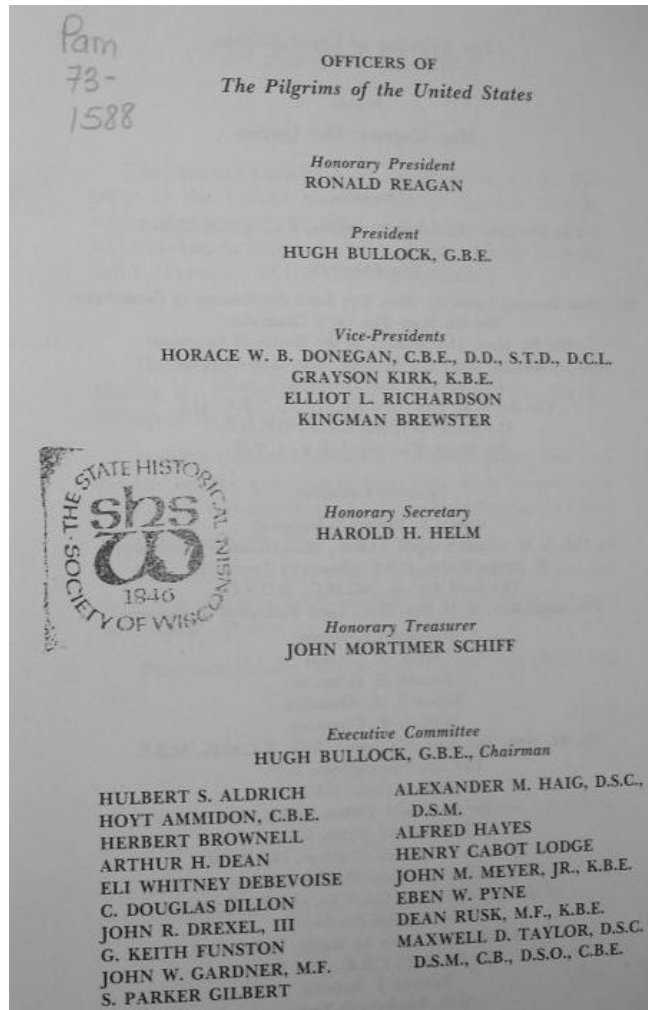 Pam
73-
1588
OFFICERS OF
The Pilgrims of the United States
Honorary President
RONALD REAGAN
President
HUGH BULLOCK, G.B.E.
Vice-Presidents
HORACE W. B. DONEGAN, C.B.E., D.D., S.T.D., D.C.L.
GRAYSON KIRK, K.B.E.
ELLIOT L. RICHARDSON
KINGMAN BREWSTER
THE STATE HISTORICAL
SOCIETY OF WISCONSIN
shs
w
1846
Honorary Secretary
HAROLD H. HELM
Honorary Treasurer
JOHN MORTIMER SCHIFF
Executive Committee
HUGH BULLOCK, G.B.E., Chairman
HULBERT S. ALDRICH
HOYT AMMIDON, C.B.E.
HERBERT BROWNELL
ARTHUR H. DEAN
ELI WHITNEY DEBEVOISE
C. DOUGLAS DILLON
JOHN R. DREXEL, III
G. KEITH FUNSTON
JOHN W. GARDNER, M.F.
S. PARKER GILBERT
ALEXANDER M. HAIG, D.S.C.,
D.S.M.
ALFRED HAYES
HENRY CABOT LODGE
JOHN M. MEYER, JR., K.B.E.
EBEN W. PYNE
DEAN RUSK, M.F., K.B.E.
MAXWELL D. TAYLOR, D.S.C.
D.S.M., C.B., D.S.O., C.B.E.